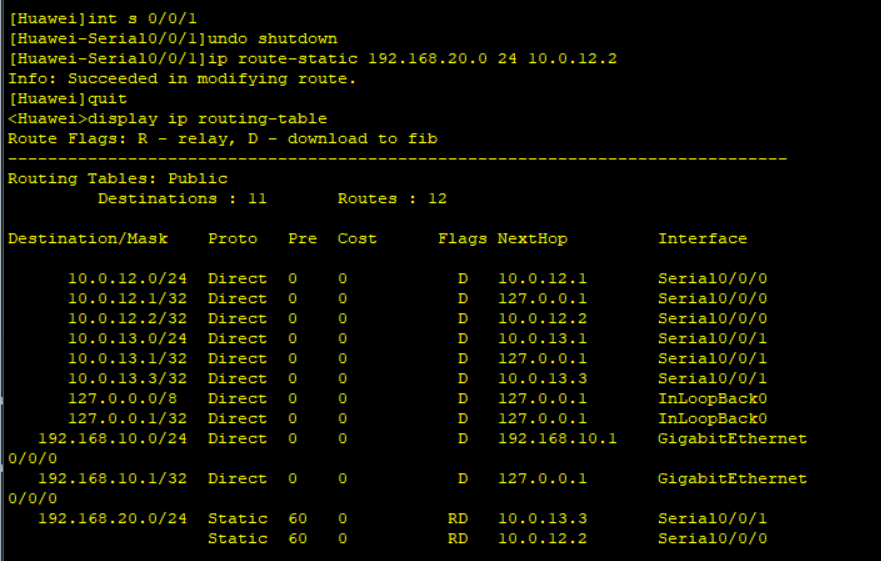 [Huawei]int s 0/0/1
[Huawei-Serial0/0/1]undo shutdown
[Huawei-Serial0/0/1]ip route-static 192.168.20.0 24 10.0.12.2
Info: Succeeded in modifying route.
[Huawei]quit
<Huawei>display ip routing-table
Route Flags: R - relay, D - download to fib
------------------------------------------------------------------------------
Routing Tables: Public
         Destinations : 11       Routes : 12

Destination/Mask    Proto   Pre  Cost      Flags NextHop         Interface

      10.0.12.0/24  Direct  0    0           D   10.0.12.1       Serial0/0/0
      10.0.12.1/32  Direct  0    0           D   127.0.0.1       Serial0/0/0
      10.0.12.2/32  Direct  0    0           D   10.0.12.2       Serial0/0/0
      10.0.13.0/24  Direct  0    0           D   10.0.13.1       Serial0/0/1
      10.0.13.1/32  Direct  0    0           D   127.0.0.1       Serial0/0/1
      10.0.13.3/32  Direct  0    0           D   10.0.13.3       Serial0/0/1
      127.0.0.0/8   Direct  0    0           D   127.0.0.1       InLoopBack0
      127.0.0.1/32  Direct  0    0           D   127.0.0.1       InLoopBack0
   192.168.10.0/24  Direct  0    0           D   192.168.10.1    GigabitEthernet
0/0/0
   192.168.10.1/32  Direct  0    0           D   127.0.0.1       GigabitEthernet
0/0/0
   192.168.20.0/24  Static  60   0          RD   10.0.13.3       Serial0/0/1
                    Static  60   0          RD   10.0.12.2       Serial0/0/0